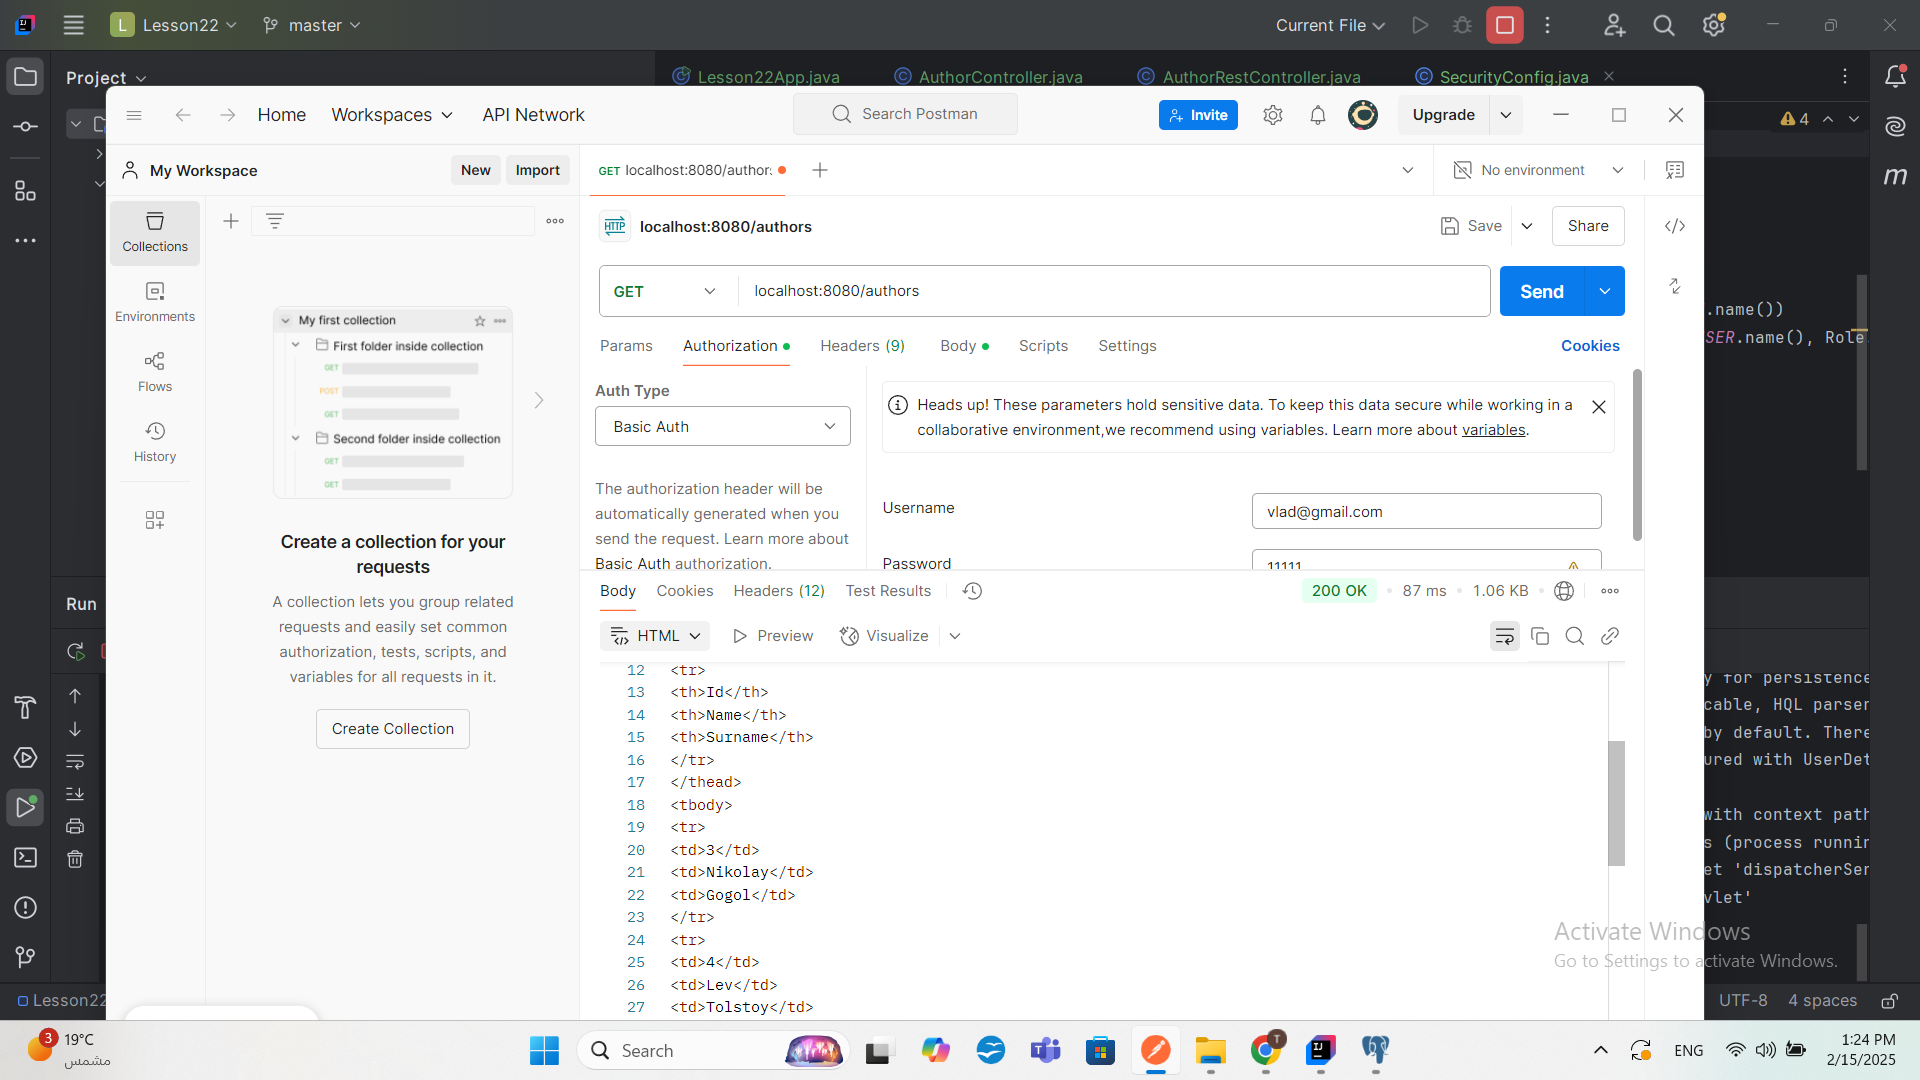 L Lesson22 master Current File
Project
Lesson22App.java AuthorController.java AuthorRestController.java SecurityConfig.java
Home Workspaces API Network Search Postman Invite Upgrade
4
My Workspace New Import GET localhost:8080/author: No environment
Collections
HTTP localhost:8080/authors Save Share
Environments
GET localhost:8080/authors Send
.name())
SER.name(), Role
Flows
History
My first collection
First folder inside collection
GET
POST
GET
Second folder inside collection
GET
GET
Create a collection for your
requests
A collection lets you group related
requests and easily set common
authorization, tests, scripts, and
variables for all requests in it.
Create Collection
Params Authorization Headers (9) Body Scripts Settings Cookies
Auth Type
Basic Auth
The authorization header will be
automatically generated when you
send the request. Learn more about
Basic Auth authorization.
Heads up! These parameters hold sensitive data. To keep this data secure while working in a
collaborative environment,we recommend using variables. Learn more about variables.
Username vlad@gmail.com
Password 11111
Run
Body Cookies Headers (12) Test Results 200 OK 87 ms 1.06 KB
HTML Preview Visualize
12 <tr>
13 <th>Id</th>
14 <th>Name</th>
15 <th>Surname</th>
16 </tr>
17 </thead>
18 <tbody>
19 <tr>
20 <td>3</td>
21 <td>Nikolay</td>
22 <td>Gogol</td>
23 </tr>
24 <tr>
25 <td>4</td>
26 <td>Lev</td>
27 <td>Tolstoy</td>
y for persistence
cable, HQL parser
by default. There
ured with UserDet
with context path
s (process runnin
et 'dispatcherSer
vlet'
Activate Windows
Go to Settings to activate Windows.
Lesson22 UTF-8 4 spaces
3 19°C
مشمس
Search
T
ENG
1:24 PM
2/15/2025